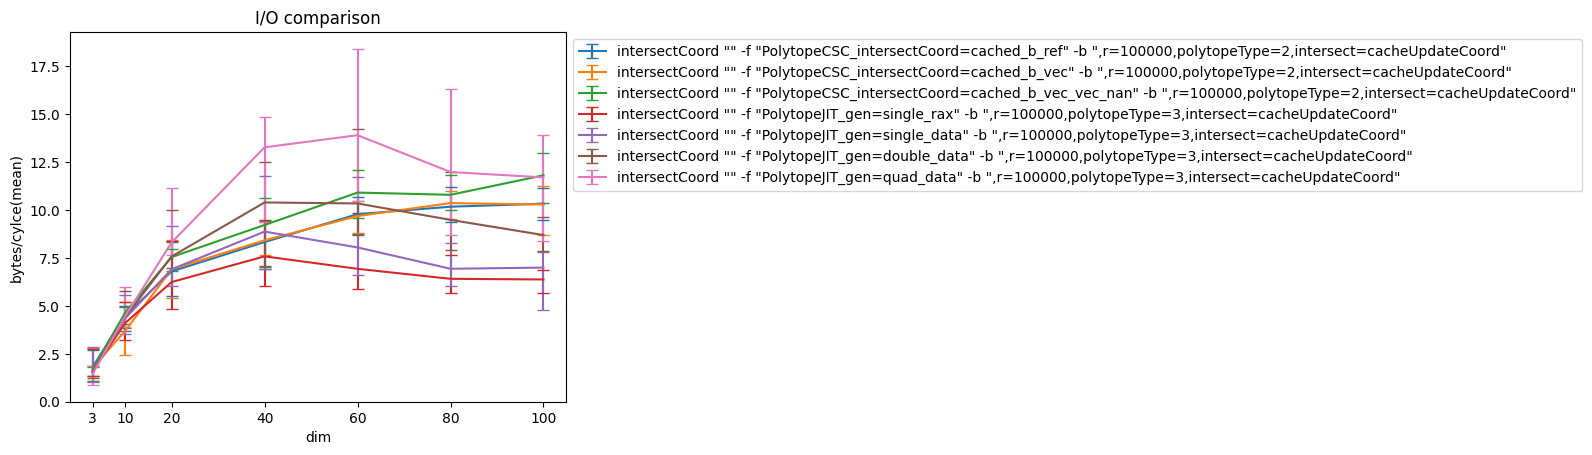 I/O comparison
bytes/cylce(mean)
17.5
15.0
12.5
10.0
7.5
5.0
2.5
0.0
3 10 20 40 60 80 100
dim
intersectCoord "" -f "PolytopeCSC_intersectCoord=cached_b_ref" -b ",r=100000,polytopeType=2,intersect=cacheUpdateCoord"
intersectCoord "" -f "PolytopeCSC_intersectCoord=cached_b_vec" -b ",r=100000,polytopeType=2,intersect=cacheUpdateCoord"
intersectCoord "" -f "PolytopeCSC_intersectCoord=cached_b_vec_vec_nan" -b ",r=100000,polytopeType=2,intersect=cacheUpdateCoord"
intersectCoord "" -f "PolytopeJIT_gen=single_rax" -b ",r=100000,polytopeType=3,intersect=cacheUpdateCoord"
intersectCoord "" -f "PolytopeJIT_gen=single_data" -b ",r=100000,polytopeType=3,intersect=cacheUpdateCoord"
intersectCoord "" -f "PolytopeJIT_gen=double_data" -b ",r=100000,polytopeType=3,intersect=cacheUpdateCoord"
intersectCoord "" -f "PolytopeJIT_gen=quad_data" -b ",r=100000,polytopeType=3,intersect=cacheUpdateCoord"